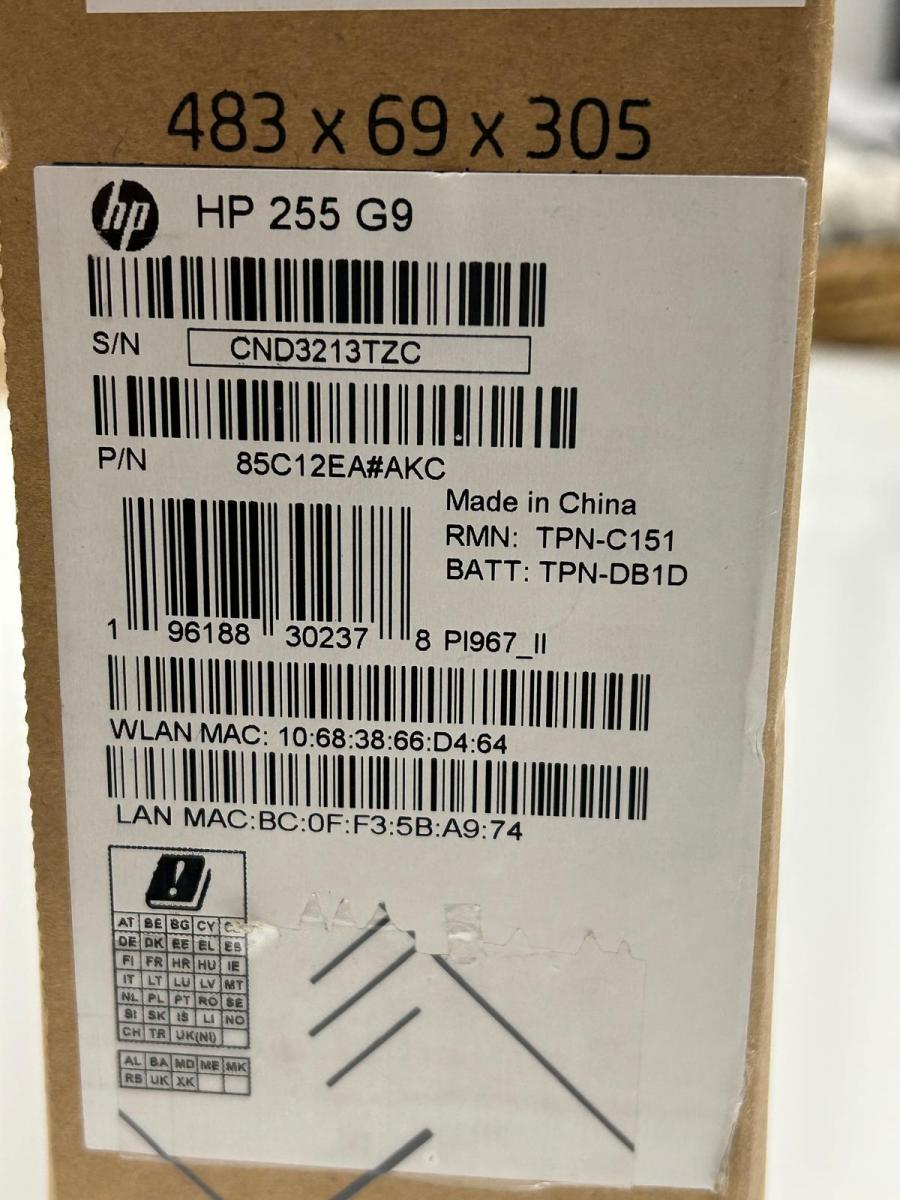 483 x 69 x 305
hp HP 255 G9
S/N CND3213TZC
P/N 85C12EA#AKC
Made in China
RMN: TPN-C151
BATT: TPN-DB1D
1 96188 30237 8 PI967_II
WLAN MAC: 10:68:38:66:D4:64
LAN MAC:BC:0F:F3:5B:A9:74
!
AT BE BG CY
DE DK EE EL ES
FI FR HR HU IE
IT LT LU LV MT
NL PL PT RO SE
SI SK IS LI NO
CH TR UK(NI)
AL BA MD ME MK
RS UK XK